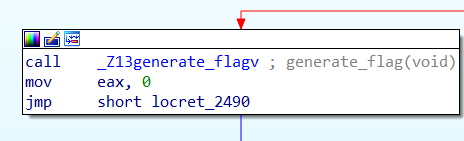 call    _Z13generate_flagv ; generate_flag(void)
mov     eax, 0
jmp     short locret_2490